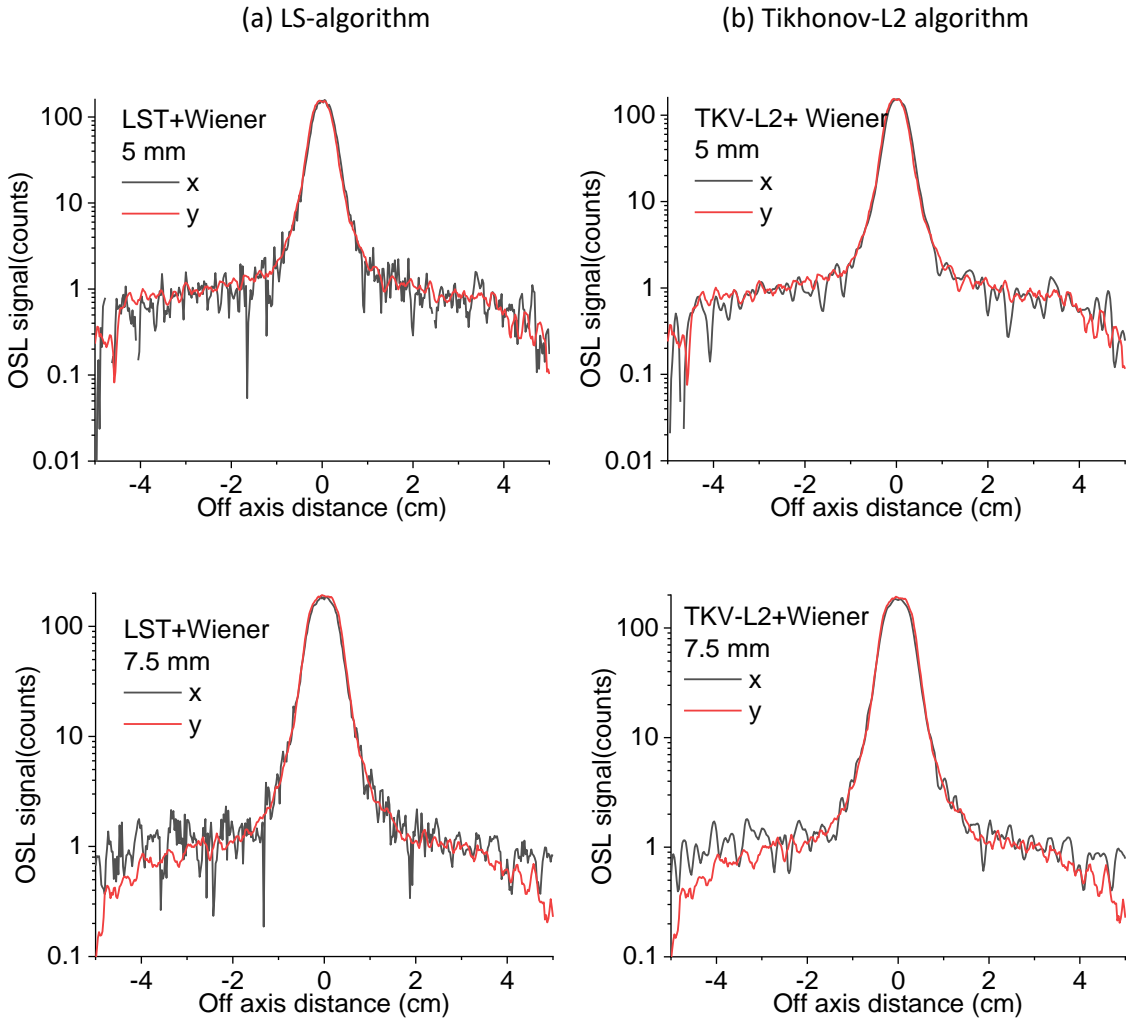 (a) LS-algorithm
(b) Tikhonov-L2 algorithm
LST+Wiener
5 mm
x
y
100
10
1
0.1
0.01
OSL signal(counts)
-4 -2 0 2 4
Off axis distance (cm)
TKV-L2+ Wiener
5 mm
x
y
100
10
1
0.1
0.01
OSL signal(counts)
-4 -2 0 2 4
Off axis distance (cm)
LST+Wiener
7.5 mm
x
y
100
10
1
0.1
OSL signal(counts)
-4 -2 0 2 4
Off axis distance (cm)
TKV-L2+Wiener
7.5 mm
x
y
100
10
1
0.1
OSL signal(counts)
-4 -2 0 2 4
Off axis distance (cm)